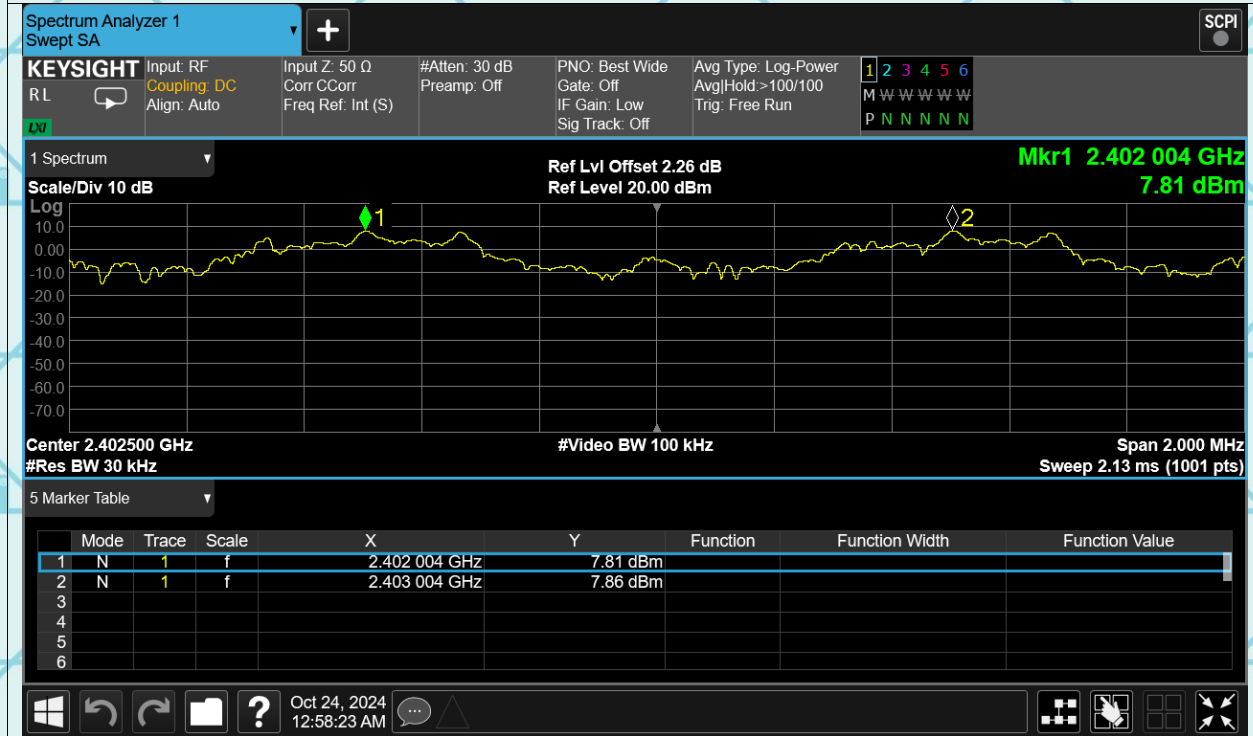 Spectrum Analyzer 1
Swept SA
+
SCPI
KEYSIGHT
RL
LXI
Input: RF
Coupling: DC
Align: Auto
Input Z: 50 Ω
Corr CCorr
Freq Ref: Int (S)
#Atten: 30 dB
Preamp: Off
PNO: Best Wide
Gate: Off
IF Gain: Low
Sig Track: Off
Avg Type: Log-Power
Avg|Hold:>100/100
Trig: Free Run
1 2 3 4 5 6
M W W W W W
P N N N N N
1 Spectrum
Scale/Div 10 dB
Ref Lvl Offset 2.26 dB
Ref Level 20.00 dBm
Mkr1 2.402 004 GHz
7.81 dBm
Log
10.0
0.00
-10.0
-20.0
-30.0
-40.0
-50.0
-60.0
-70.0
1
2
Center 2.402500 GHz
#Res BW 30 kHz
#Video BW 100 kHz
Span 2.000 MHz
Sweep 2.13 ms (1001 pts)
5 Marker Table
Mode Trace Scale X Y Function Function Width Function Value
1 N 1 f 2.402 004 GHz 7.81 dBm
2 N 1 f 2.403 004 GHz 7.86 dBm
3
4
5
6
?
Oct 24, 2024
12:58:23 AM